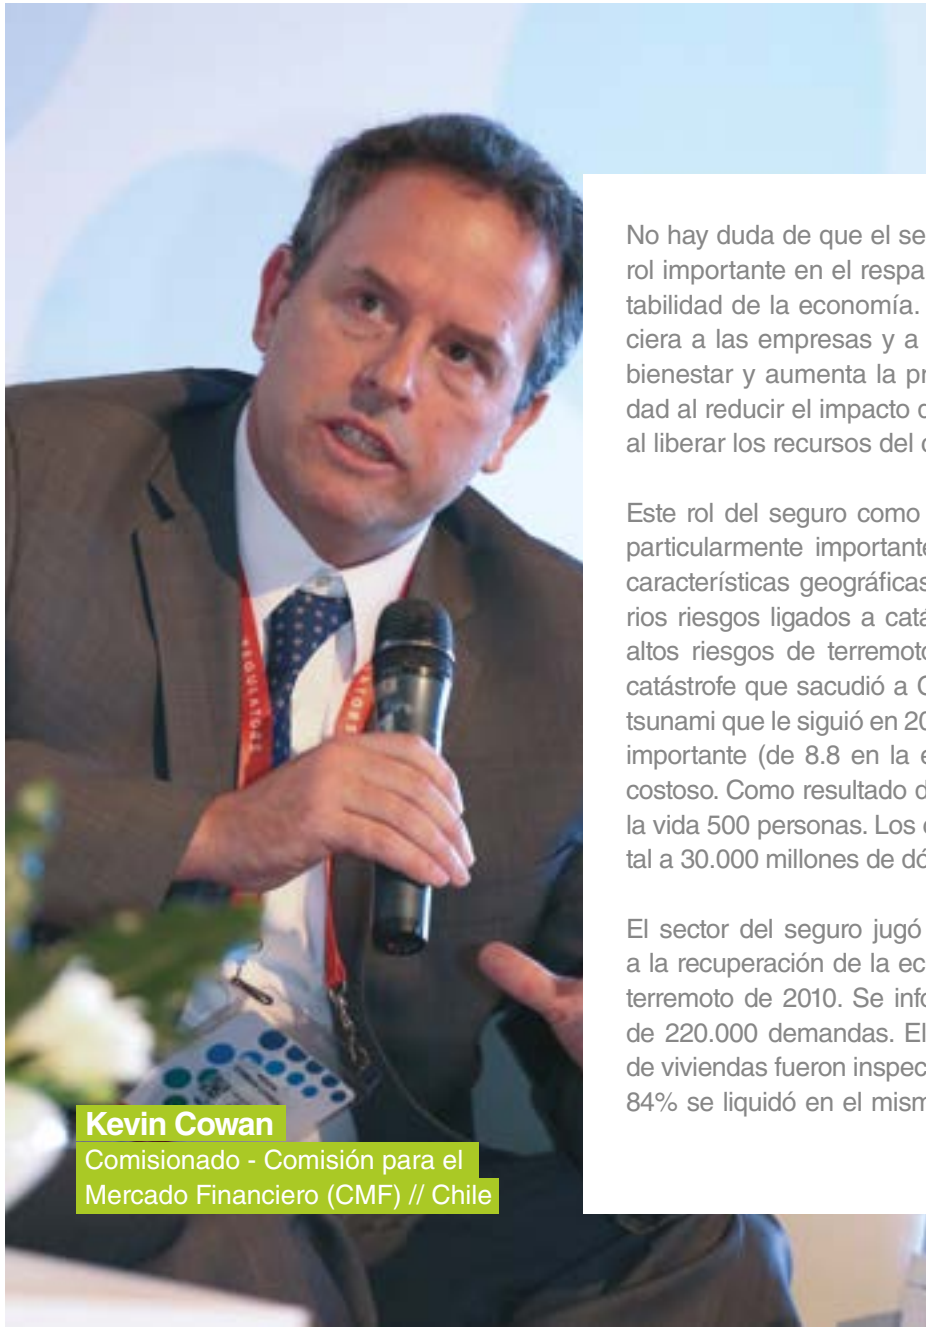 No hay duda de que el se
rol importante en el respa
tabilidad de la economía.
ciera a las empresas y a
bienestar y aumenta la pr
dad al reducir el impacto
al liberar los recursos del
Este rol del seguro como
particularmente importante
características geográficas
rios riesgos ligados a catá
altos riesgos de terremoto
catástrofe que sacudió a
tsunami que le siguió en 20
importante (de 8.8 en la e
costoso. Como resultado d
la vida 500 personas. Los
tal a 30.000 millones de dó
El sector del seguro jugó
a la recuperación de la ec
terremoto de 2010. Se info
de 220.000 demandas. El
de viviendas fueron inspec
84% se liquidó en el mism
REGULATORS
Kevin Cowan
Comisionado - Comisión para el
Mercado Financiero (CMF) // Chile